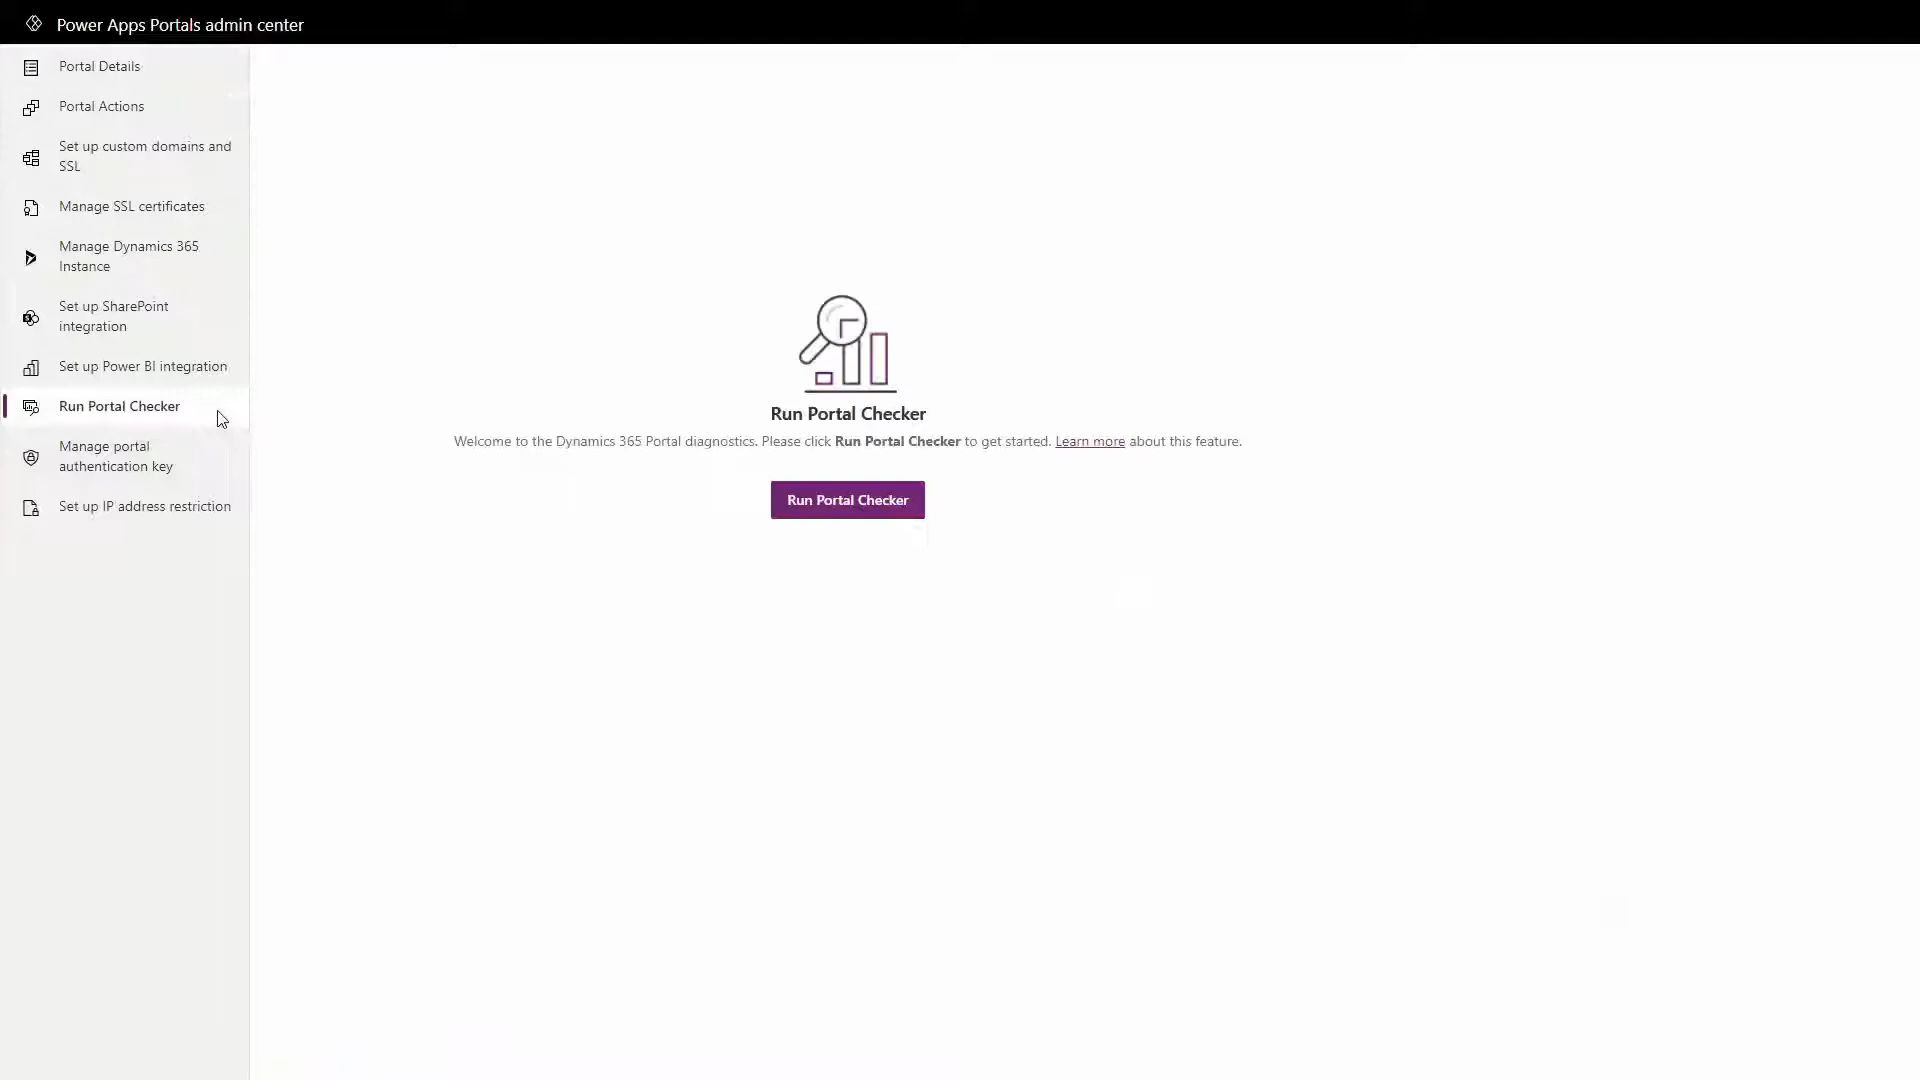 Power Apps Portals admin center
Portal Details
Portal Actions
Set up custom domains and
SSL
Manage SSL certificates
Manage Dynamics 365
Instance
Set up SharePoint
integration
Set up Power BI integration
Run Portal Checker
Manage portal
authentication key
Set up IP address restriction
Run Portal Checker
Welcome to the Dynamics 365 Portal diagnostics. Please click Run Portal Checker to get started. Learn more about this feature.
Run Portal Checker